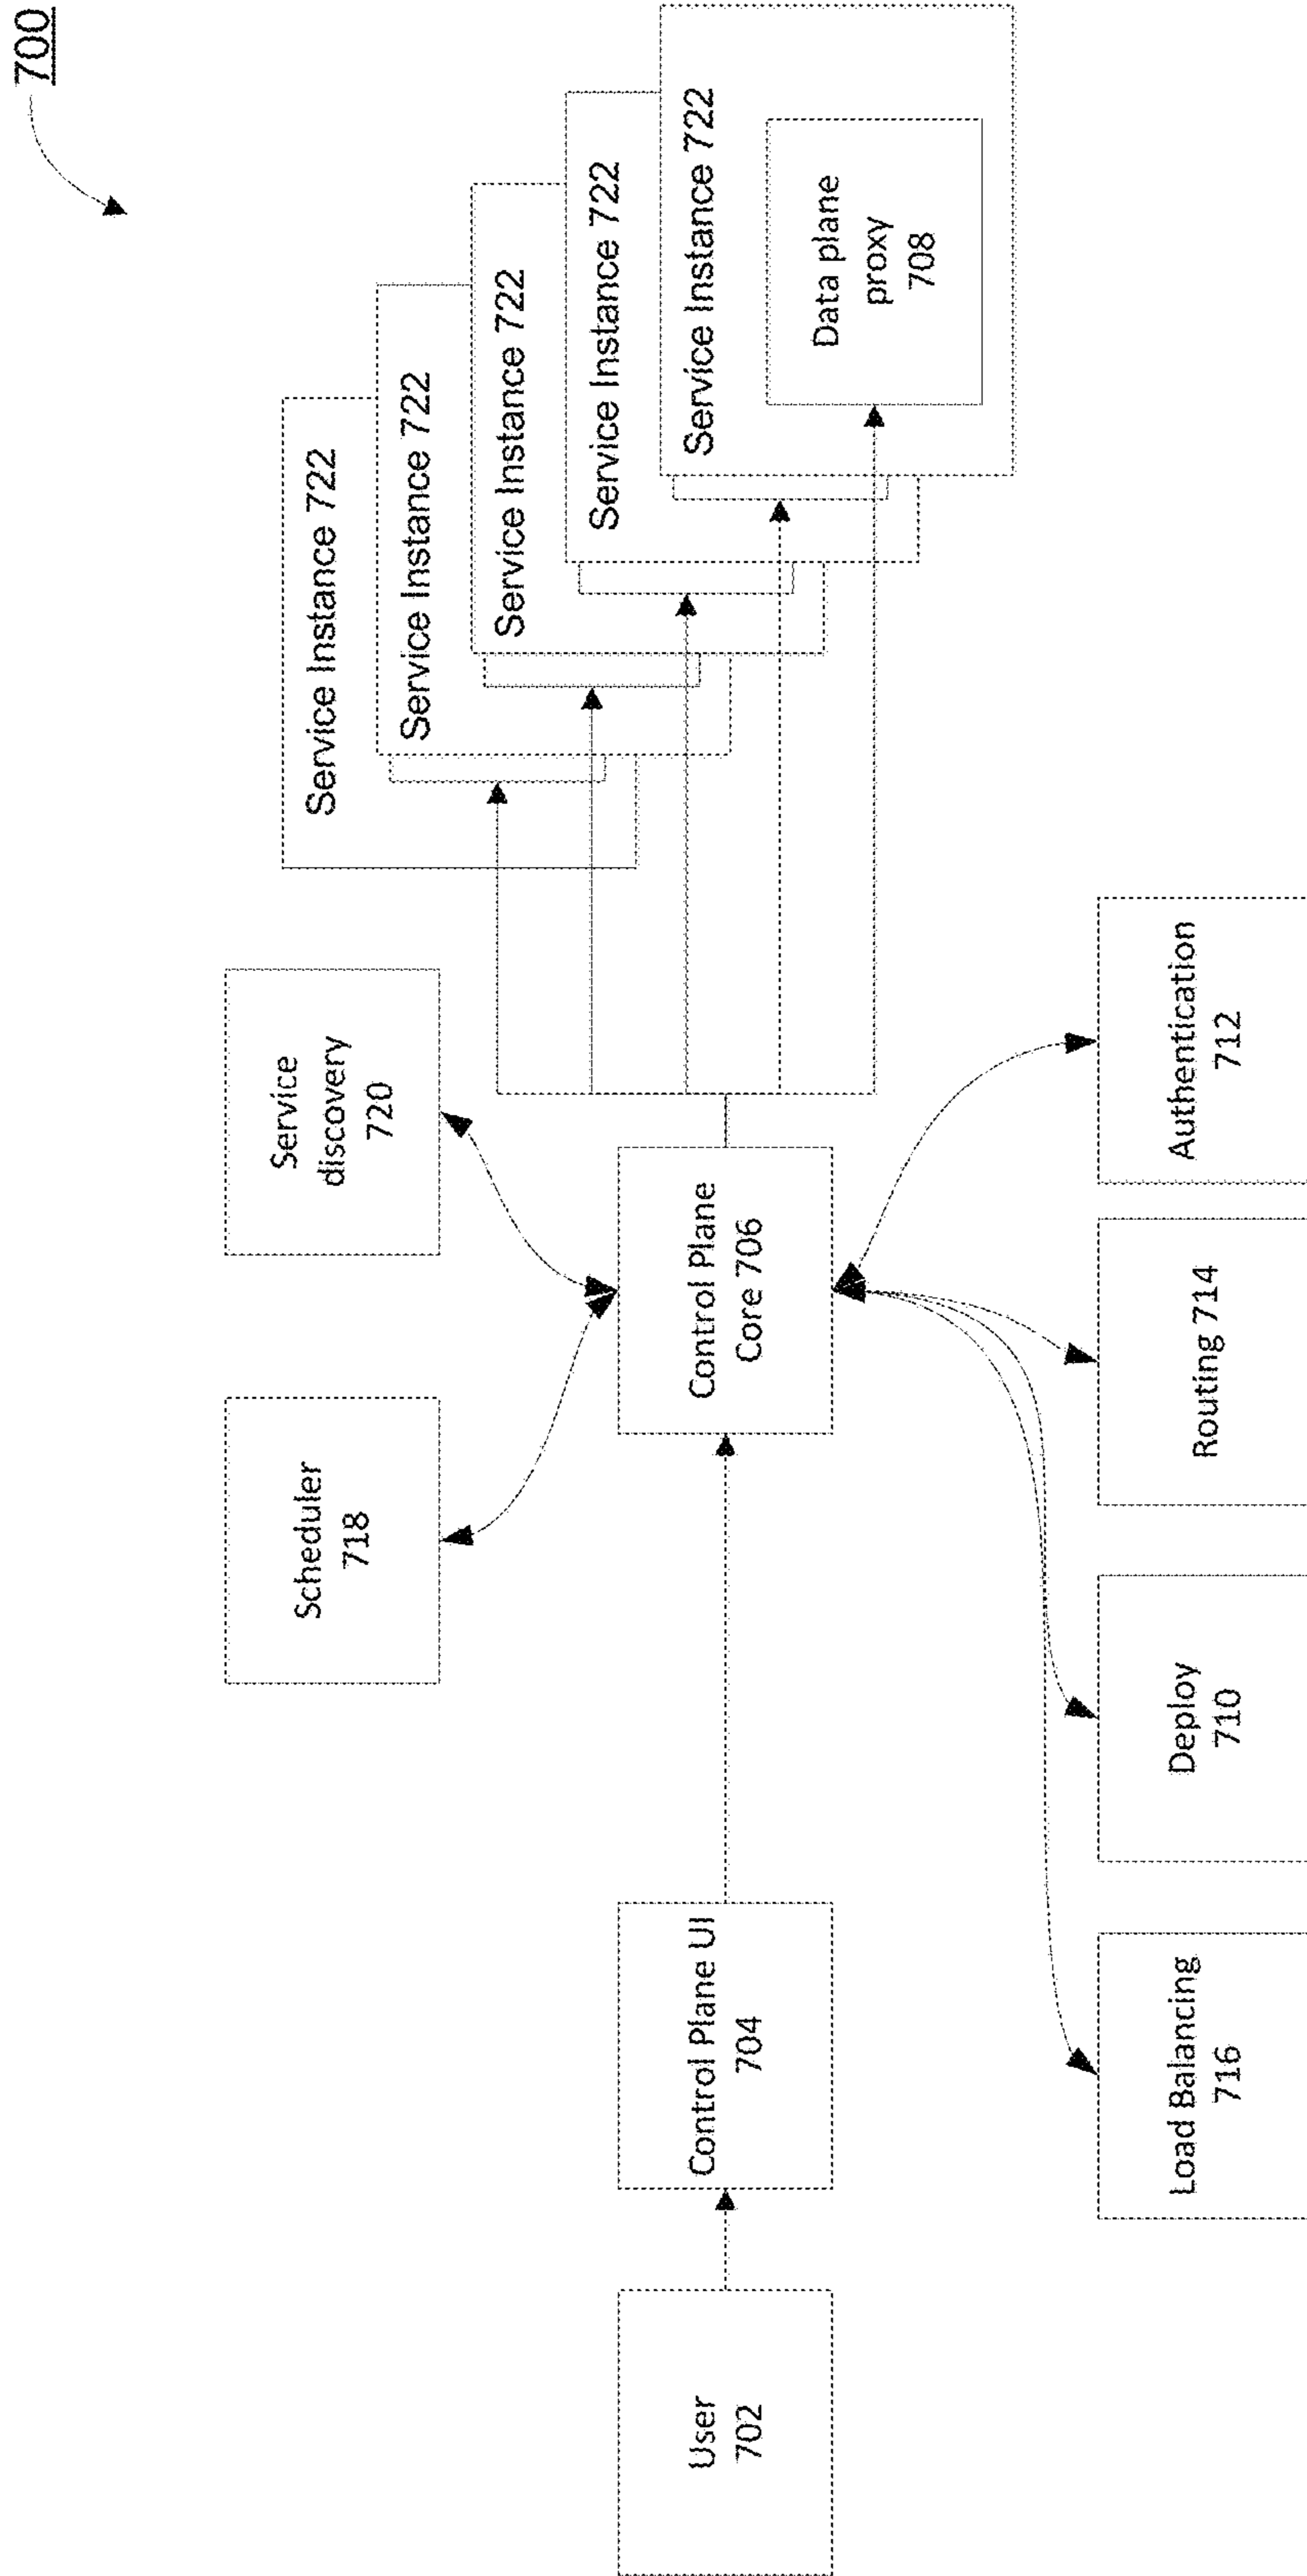 700
Scheduler
718
Service
discovery
720
Service Instance 722
Service Instance 722
Service Instance 722
Service Instance 722
Service Instance 722
Data plane
proxy
708
User
702
Control Plane UI
704
Control Plane
Core 706
Load Balancing
716
Deploy
710
Routing 714
Authentication
712